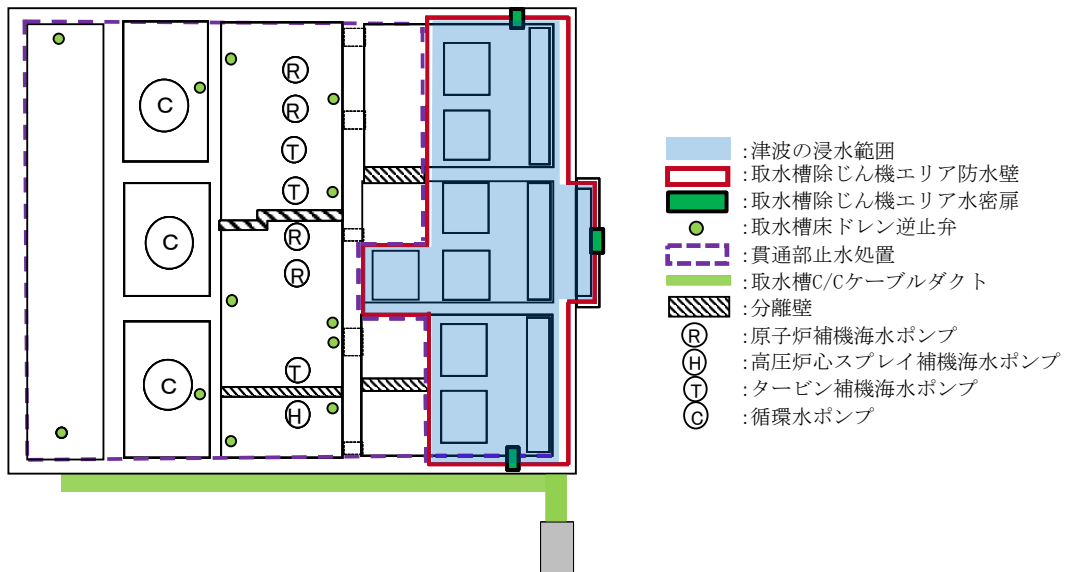 C
C
C
R
R
T
T
R
R
T
H
:津波の浸水範囲
:取水槽除じん機エリア防水壁
:取水槽除じん機エリア水密扉
:取水槽床ドレン逆止弁
:貫通部止水処置
:取水槽C/Cケーブルダクト
:分離壁
R :原子炉補機海水ポンプ
H :高圧炉心スプレイ補機海水ポンプ
T :タービン補機海水ポンプ
C :循環水ポンプ